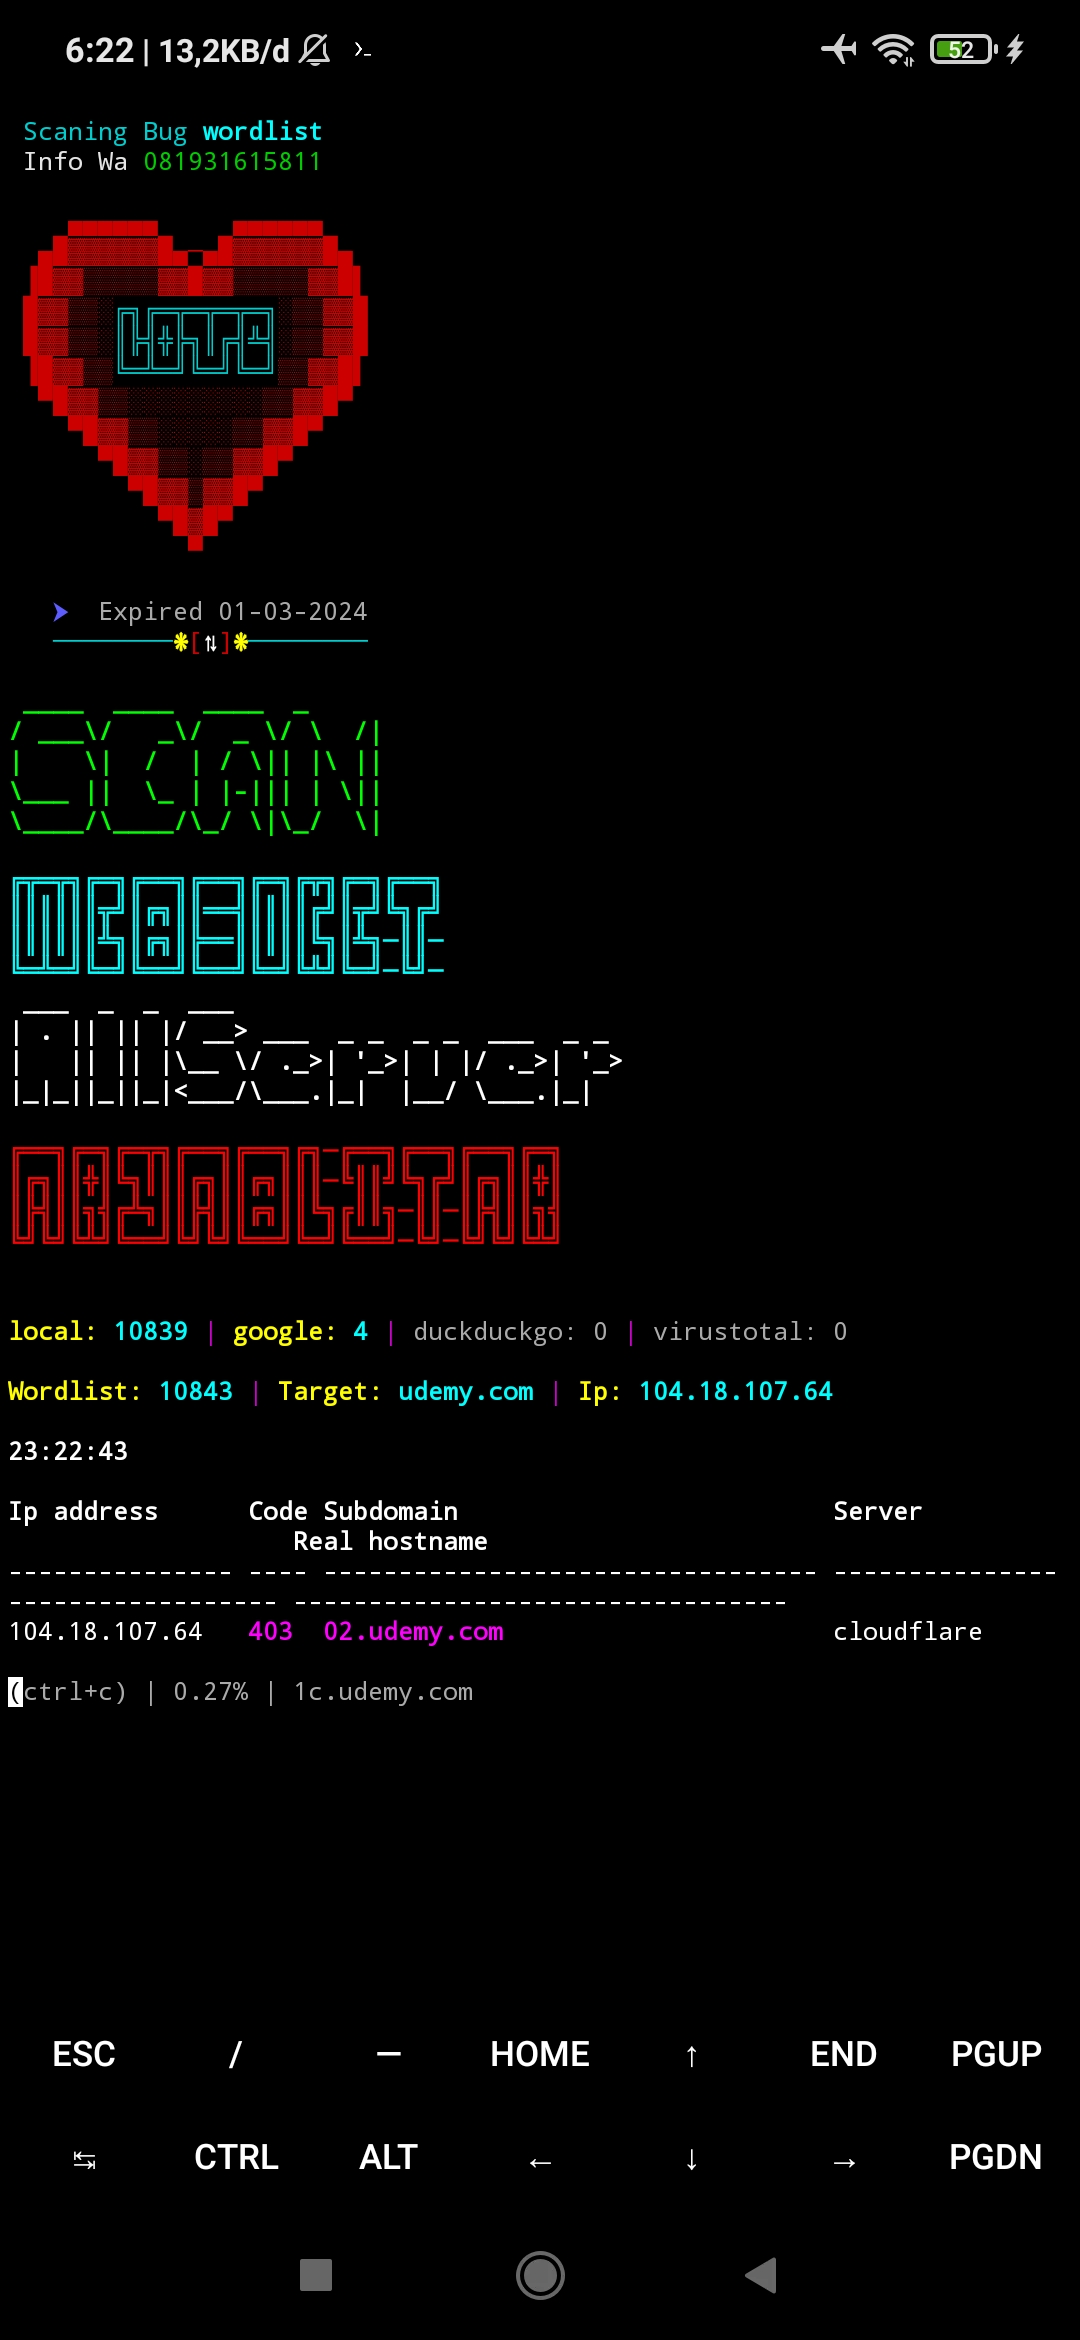 6:22 | 13,2KB/d
52
Scaning Bug wordlist
Info Wa 081931615811
➤ Expired 01-03-2024
*[⇅]*
SCAN
AllServer
local: 10839 | google: 4 | duckduckgo: 0 | virustotal: 0
Wordlist: 10843 | Target: udemy.com | Ip: 104.18.107.64
23:22:43
Ip address Code Subdomain Server
Real hostname
--------------- ---- --------------------------------- ---------------
------------------ ---------------------------------
104.18.107.64 403 02.udemy.com cloudflare
(ctrl+c) | 0.27% | 1c.udemy.com
ESC / — HOME ↑ END PGUP
↹ CTRL ALT ← ↓ → PGDN